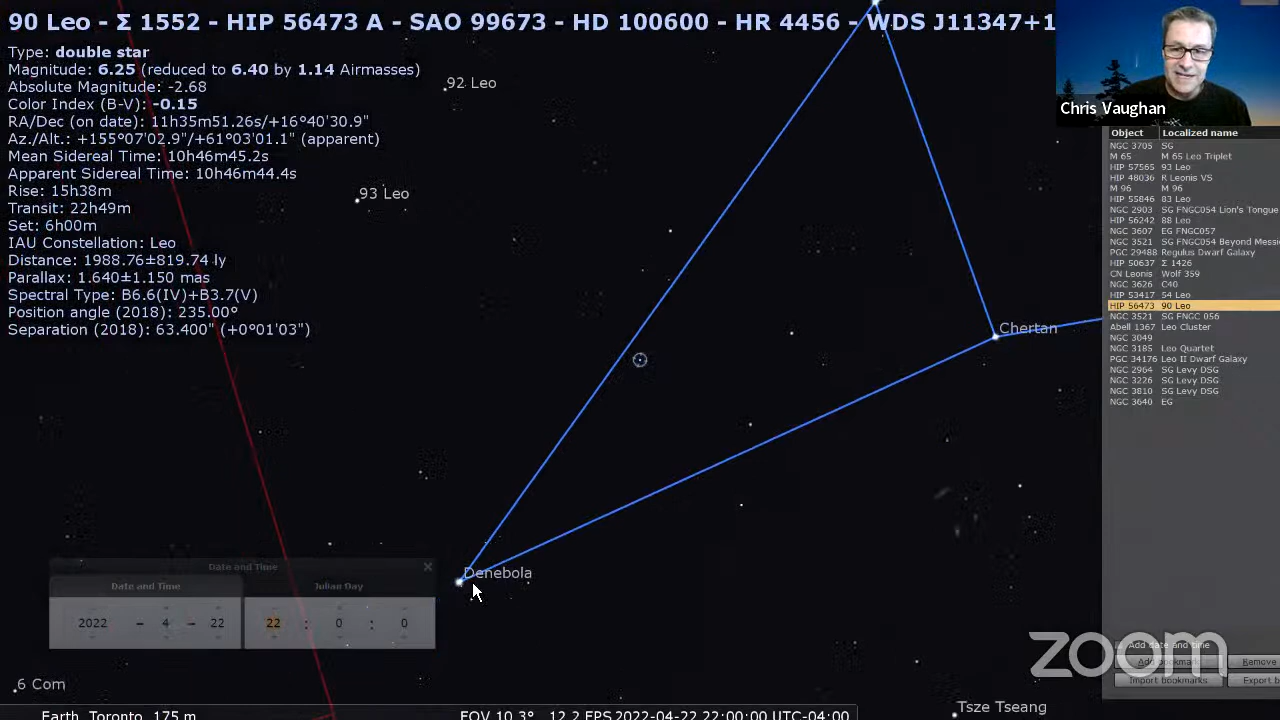 90 Leo - Σ 1552 - HIP 56473 A - SAO 99673 - HD 100600 - HR 4456 - WDS J11347+1
Type: double star
Magnitude: 6.25 (reduced to 6.40 by 1.14 Airmasses)
Absolute Magnitude: -2.68
Color Index (B-V): -0.15
RA/Dec (on date): 11h35m51.26s/+16°40'30.9"
Az./Alt.: +155°07'02.9"/+61°03'01.1" (apparent)
Mean Sidereal Time: 10h46m45.2s
Apparent Sidereal Time: 10h46m44.4s
Rise: 15h38m
Transit: 22h49m
Set: 6h00m
IAU Constellation: Leo
Distance: 1988.76±819.74 ly
Parallax: 1.640±1.150 mas
Spectral Type: B6.6(IV)+B3.7(V)
Position angle (2018): 235.00°
Separation (2018): 63.400" (+0°01'03")
92 Leo
93 Leo
Chertan
Denebola
6 Com
Tsze Tseang
Date and Time
Date and Time
Julian Day
2022 - 4 - 22
22 : 0 : 0
Earth, Toronto, 175 m
FOV 10.3° 12.2 FPS 2022-04-22 22:00:00 UTC-04:00
Chris Vaughan
Object Localized name
NGC 3705 SG
M 65 M 65 Leo Triplet
HIP 57565 93 Leo
HIP 48036 R Leonis VS
M 96 M 96
HIP 55846 83 Leo
NGC 2903 SG FNGC054 Lion's Tongue
HIP 56242 88 Leo
NGC 3607 EG FNGC057
NGC 3521 SG FNGC054 Beyond Messi
PGC 29488 Regulus Dwarf Galaxy
HIP 50637 Σ 1426
CN Leonis Wolf 359
NGC 3626 C40
HIP 53417 54 Leo
HIP 56473 90 Leo
NGC 3521 SG FNGC 056
Abell 1367 Leo Cluster
NGC 3049
NGC 3185 Leo Quartet
PGC 34176 Leo II Dwarf Galaxy
NGC 2964 SG Levy DSG
NGC 3226 SG Levy DSG
NGC 3810 SG Levy DSG
NGC 3640 EG
Add date and time
Add bookmark
Remove
Import bookmarks
Export b
zoom